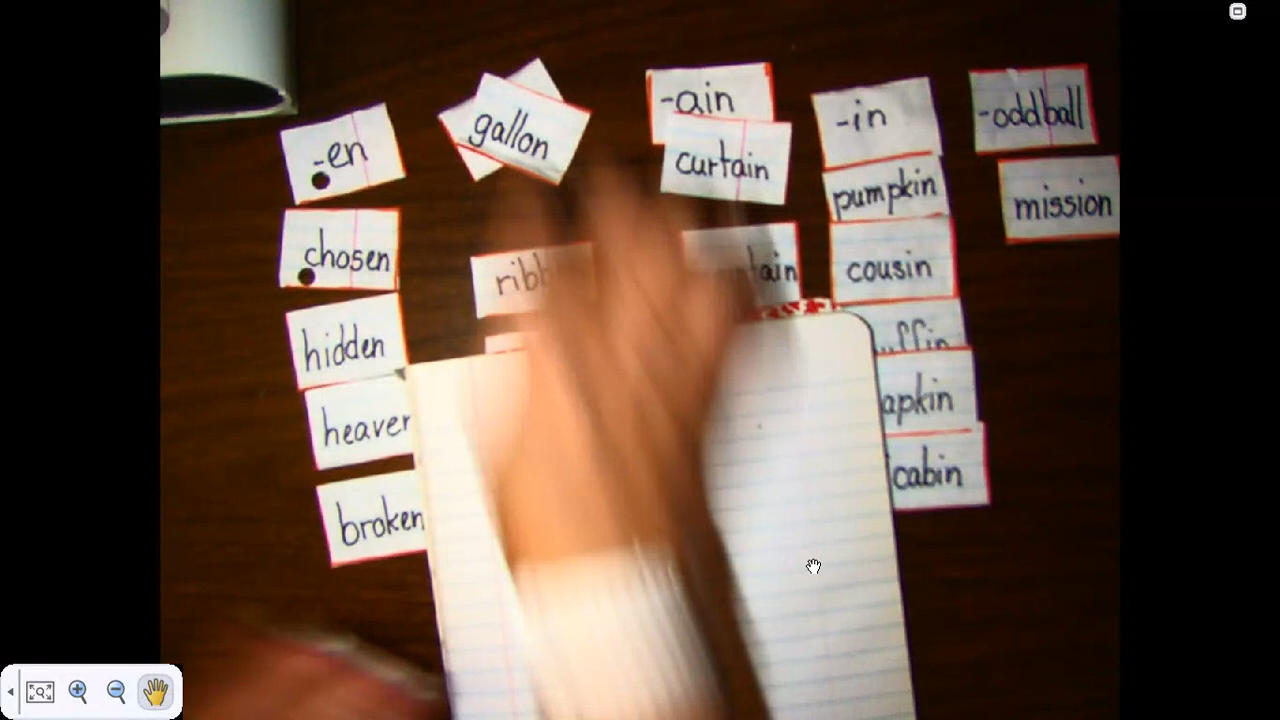 -en
chosen
hidden
heaven
broken
gallon
-ain
curtain
-in
pumpkin
cousin
cabin
-oddball
mission